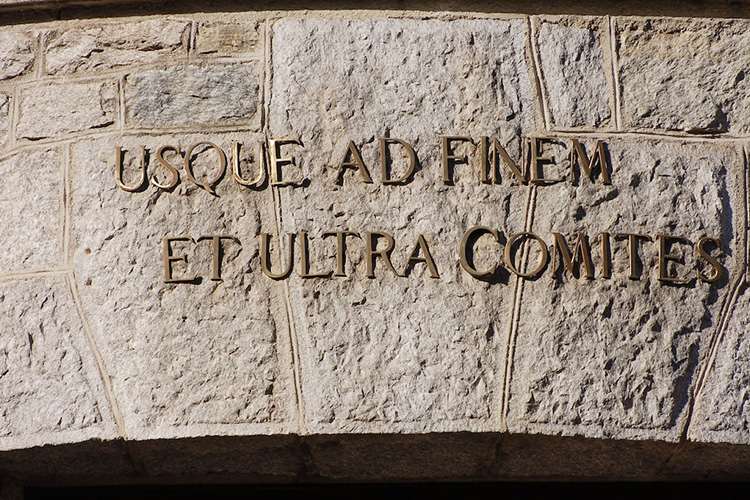 USQUE AD FINEM
ET ULTRA COMITES